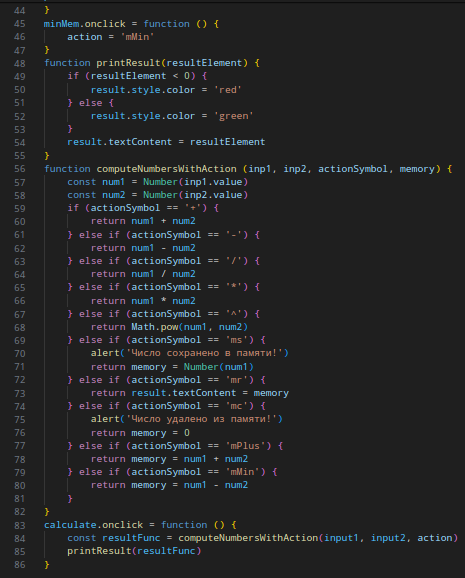 44 }
45 minMem.onclick = function () {
46     action = 'mMin'
47 }
48 function printResult(resultElement) {
49     if (resultElement < 0) {
50         result.style.color = 'red'
51     } else {
52         result.style.color = 'green'
53     }
54     result.textContent = resultElement
55 }
56 function computeNumbersWithAction (inp1, inp2, actionSymbol, memory) {
57     const num1 = Number(inp1.value)
58     const num2 = Number(inp2.value)
59     if (actionSymbol == '+') {
60         return num1 + num2
61     } else if (actionSymbol == '-') {
62         return num1 - num2
63     } else if (actionSymbol == '/') {
64         return num1 / num2
65     } else if (actionSymbol == '*') {
66         return num1 * num2
67     } else if (actionSymbol == '^') {
68         return Math.pow(num1, num2)
69     } else if (actionSymbol == 'ms') {
70         alert('Число сохранено в памяти!')
71         return memory = Number(num1)
72     } else if (actionSymbol == 'mr') {
73         return result.textContent = memory
74     } else if (actionSymbol == 'mc') {
75         alert('Число удалено из памяти!')
76         return memory = 0
77     } else if (actionSymbol == 'mPlus') {
78         return memory = num1 + num2
79     } else if (actionSymbol == 'mMin') {
80         return memory = num1 - num2
81     }
82 }
83 calculate.onclick = function () {
84     const resultFunc = computeNumbersWithAction(input1, input2, action)
85     printResult(resultFunc)
86 }